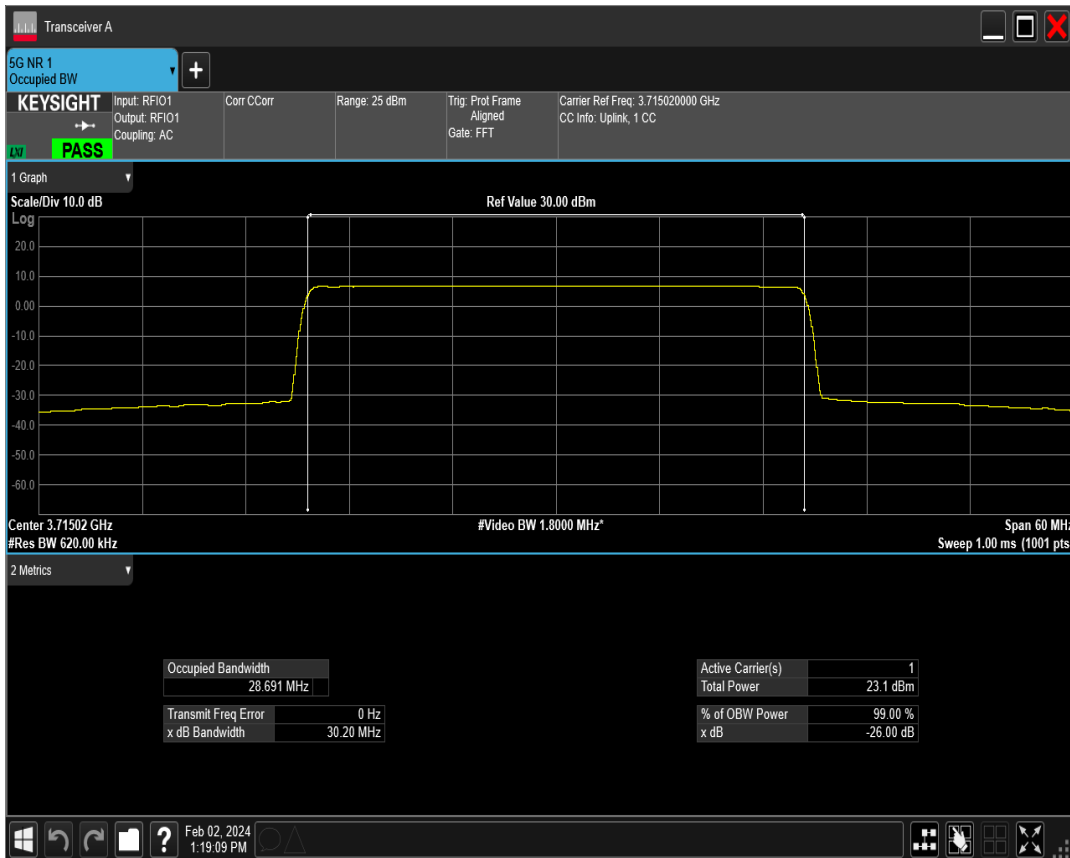 Transceiver A
5G NR 1
Occupied BW
+
KEYSIGHT
LXI
PASS
Input: RFIO1
Output: RFIO1
Coupling: AC
Corr CCorr
Range: 25 dBm
Trig: Prot Frame
Aligned
Gate: FFT
Carrier Ref Freq: 3.715020000 GHz
CC Info: Uplink, 1 CC
1 Graph
Scale/Div 10.0 dB
Ref Value 30.00 dBm
Log
20.0
10.0
0.00
-10.0
-20.0
-30.0
-40.0
-50.0
-60.0
Center 3.71502 GHz
#Video BW 1.8000 MHz*
Span 60 MHz
#Res BW 620.00 kHz
Sweep 1.00 ms (1001 pts
2 Metrics
Occupied Bandwidth
28.691 MHz
Transmit Freq Error 0 Hz
x dB Bandwidth 30.20 MHz
Active Carrier(s) 1
Total Power 23.1 dBm
% of OBW Power 99.00 %
x dB -26.00 dB
?
Feb 02, 2024
1:19:09 PM